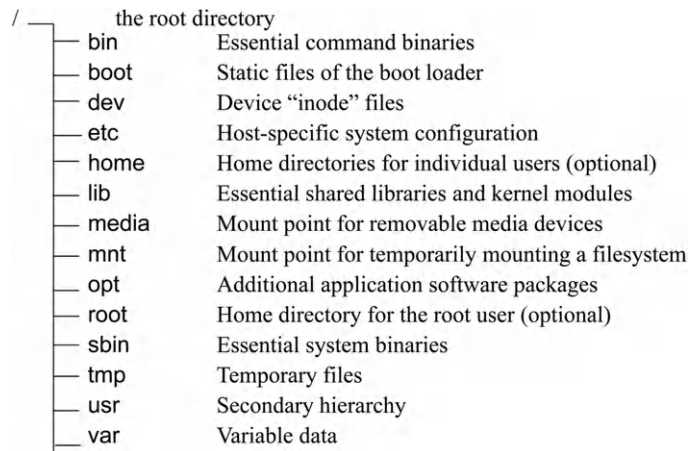 / the root directory
bin Essential command binaries
boot Static files of the boot loader
dev Device “inode” files
etc Host-specific system configuration
home Home directories for individual users (optional)
lib Essential shared libraries and kernel modules
media Mount point for removable media devices
mnt Mount point for temporarily mounting a filesystem
opt Additional application software packages
root Home directory for the root user (optional)
sbin Essential system binaries
tmp Temporary files
usr Secondary hierarchy
var Variable data